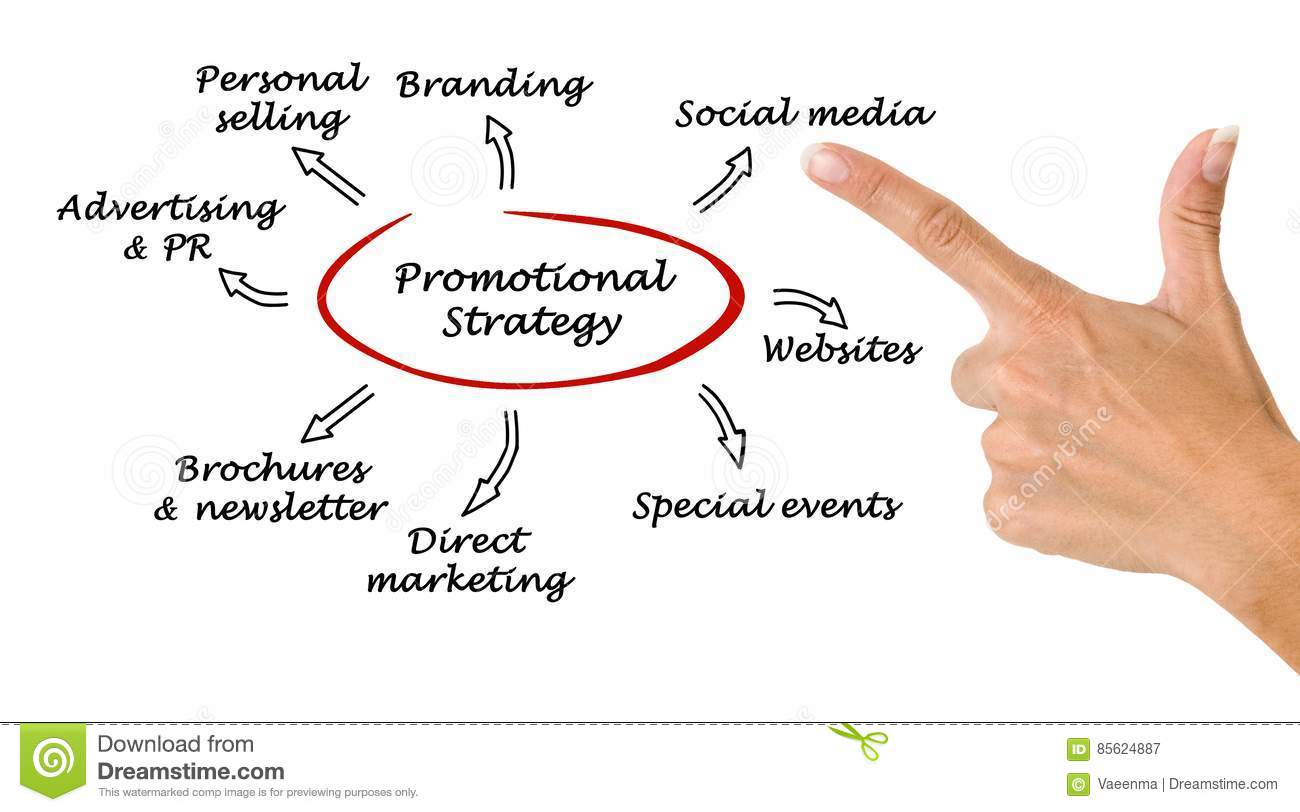 Personal
selling
Branding
Social media
Advertising
& PR
Promotional
Strategy
Websites
Brochures
& newsletter
Special events
Direct
marketing
Download from
Dreamstime.com
This watermarked comp image is for previewing purposes only.
ID 85624887
© Vaeenma | Dreamstime.com